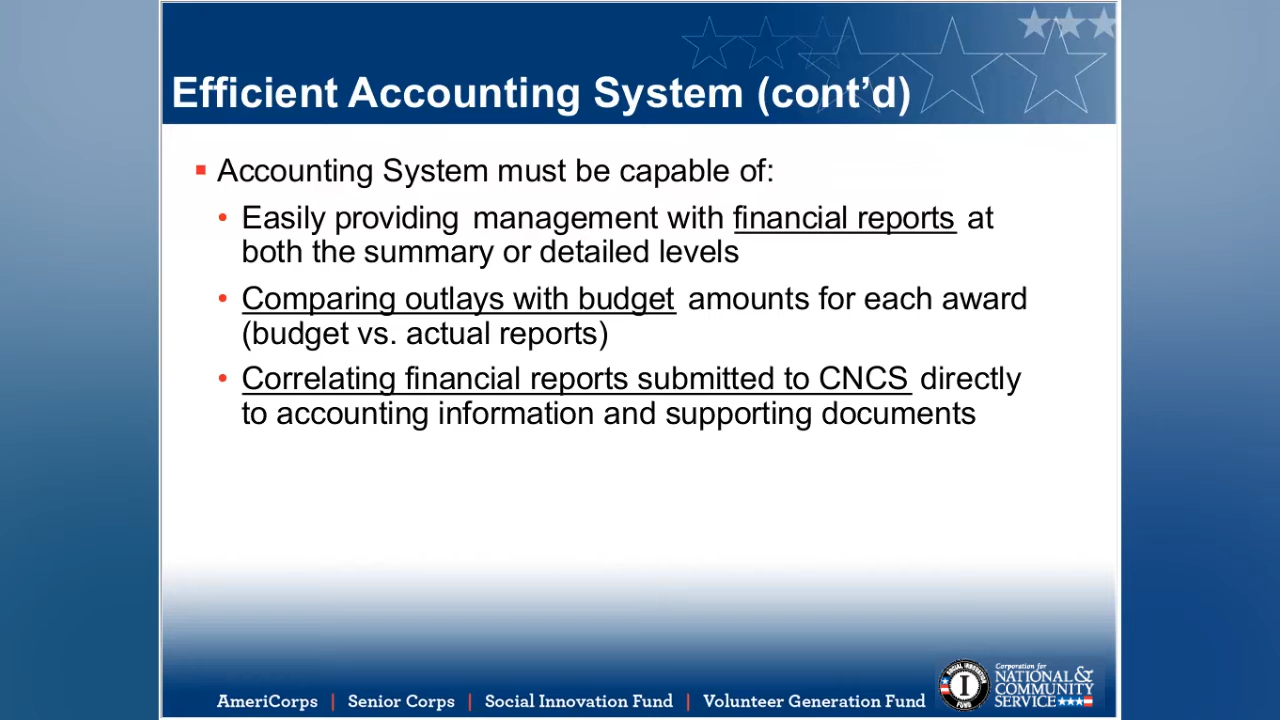 Efficient Accounting System (cont’d)
Accounting System must be capable of:
Easily providing management with financial reports at
both the summary or detailed levels
Comparing outlays with budget amounts for each award
(budget vs. actual reports)
Correlating financial reports submitted to CNCS directly
to accounting information and supporting documents
AmeriCorps | Senior Corps | Social Innovation Fund | Volunteer Generation Fund
SOCIAL INNOVATION
I
FUND
Corporation for
NATIONAL &
COMMUNITY
SERVICE